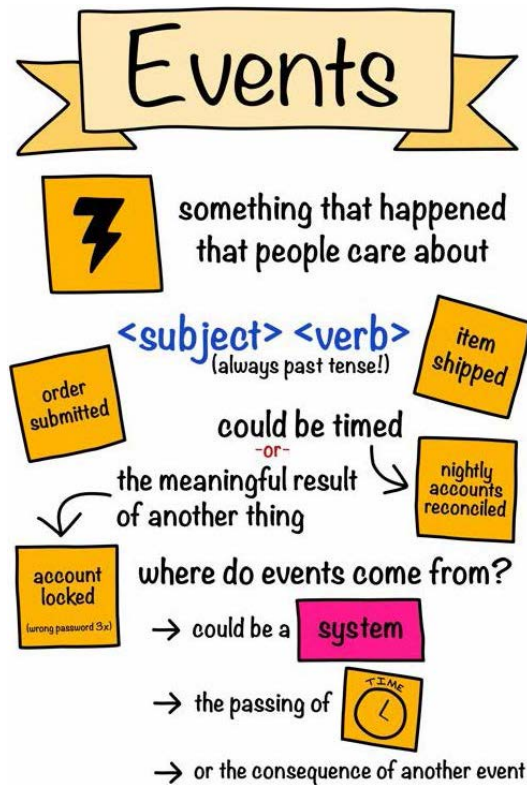 Events
something that happened
that people care about
<subject> <verb>
(always past tense!)
item
shipped
order
submitted
could be timed
-or-
the meaningful result
of another thing
nightly
accounts
reconciled
account
locked
(wrong password 3x)
where do events come from?
→ could be a system
→ the passing of TIME
→ or the consequence of another event